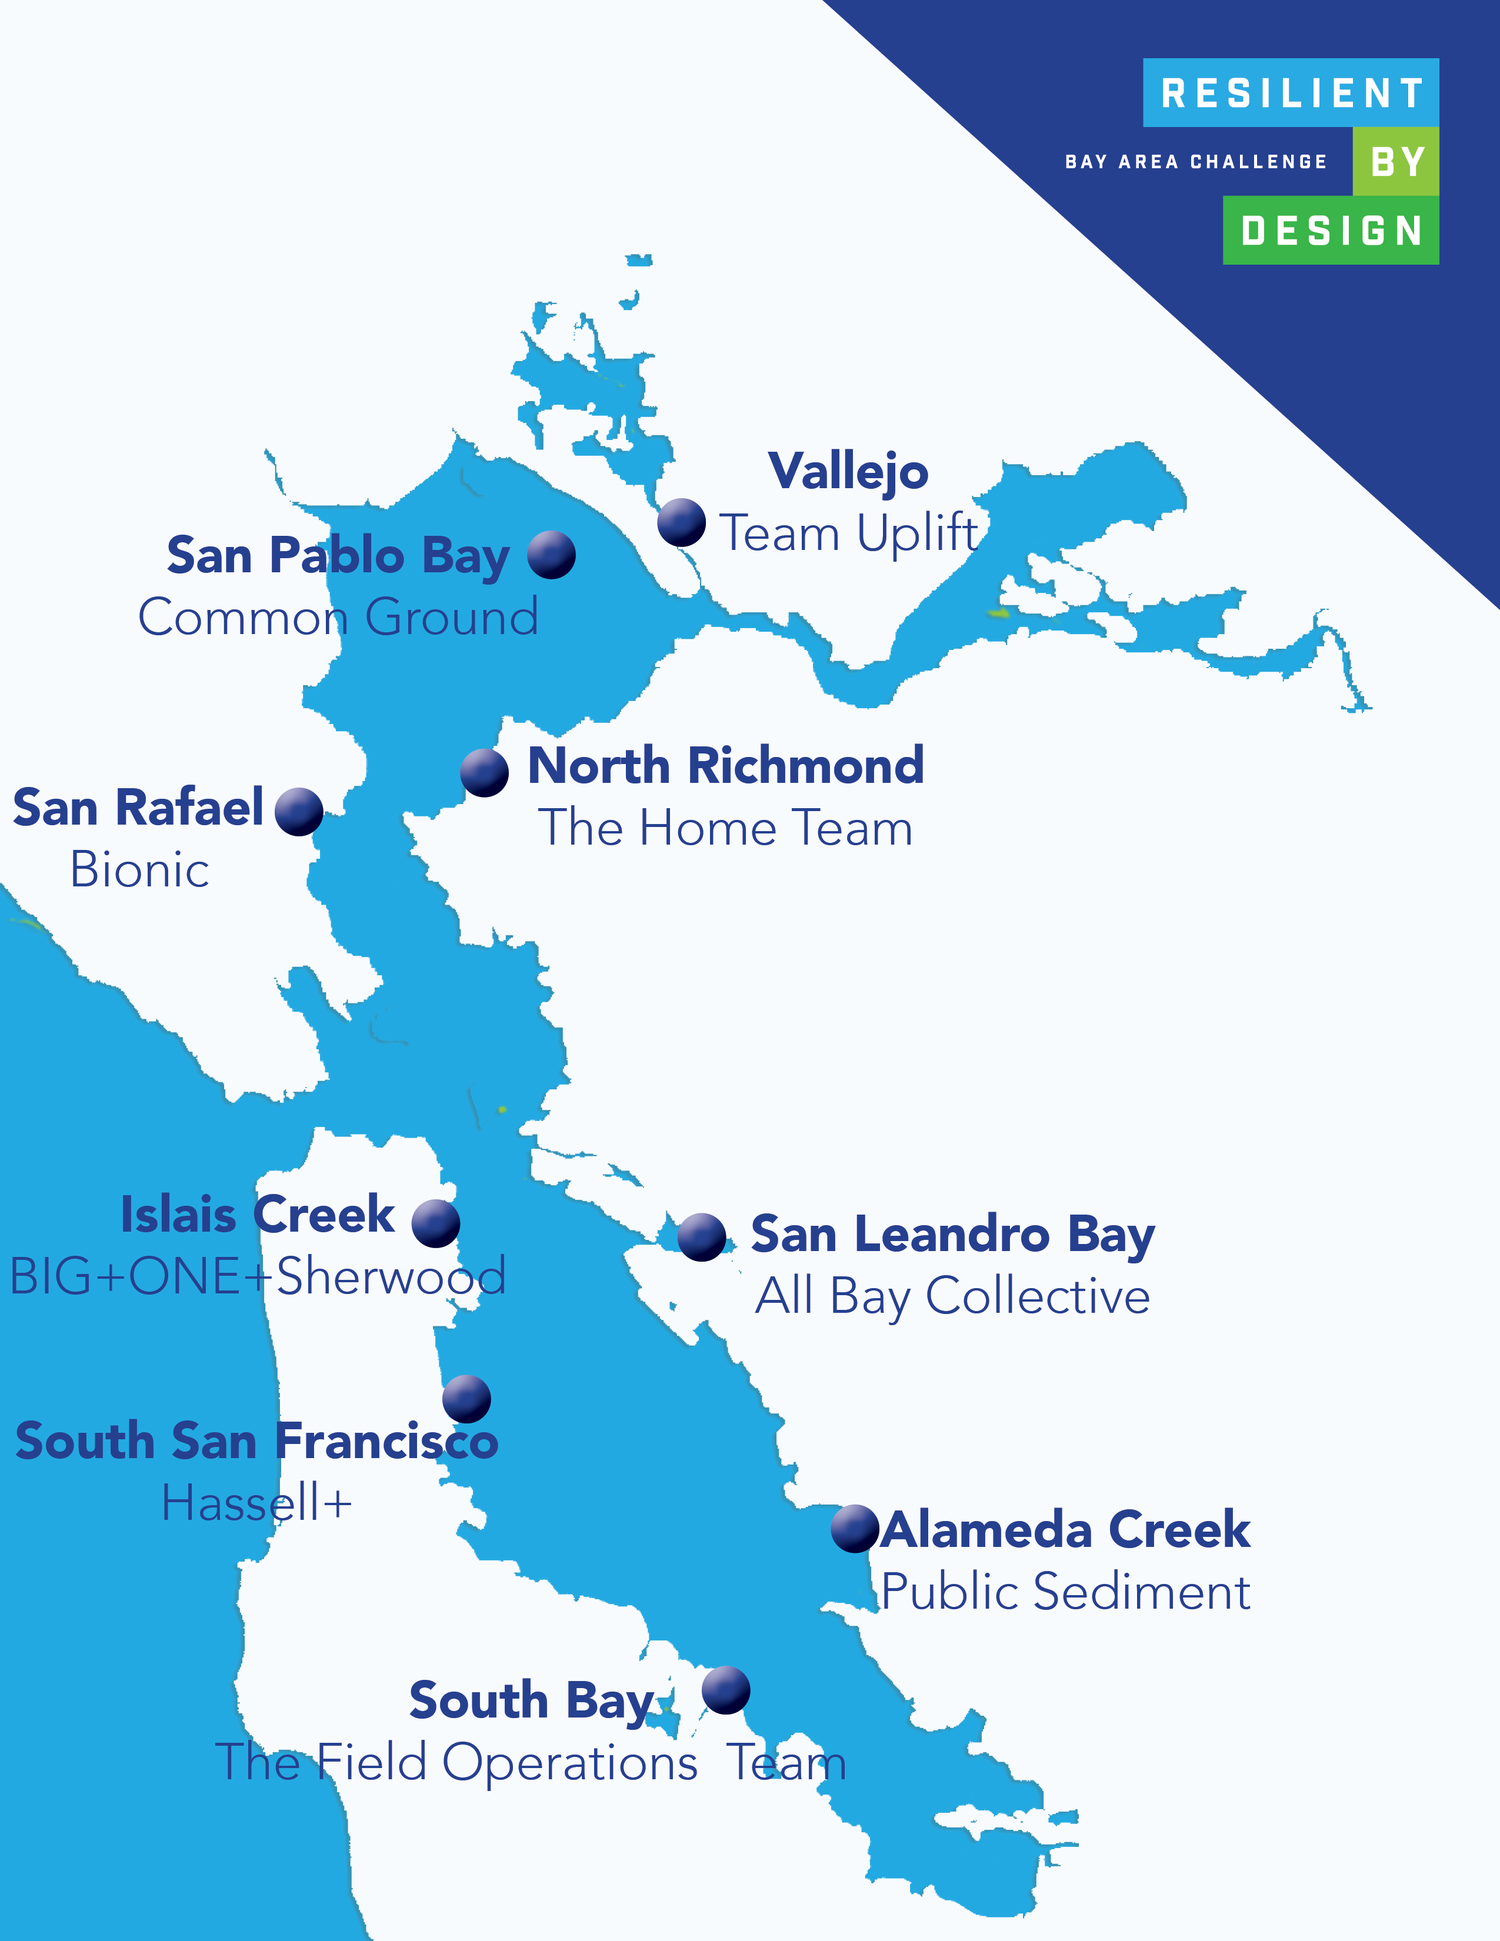 RESILIENT
BAY AREA CHALLENGE BY
DESIGN
Vallejo
Team Uplift
San Pablo Bay
Common Ground
North Richmond
The Home Team
San Rafael
Bionic
Islais Creek
BIG+ONE+Sherwood
San Leandro Bay
All Bay Collective
South San Francisco
Hassell+
Alameda Creek
Public Sediment
South Bay
The Field Operations Team